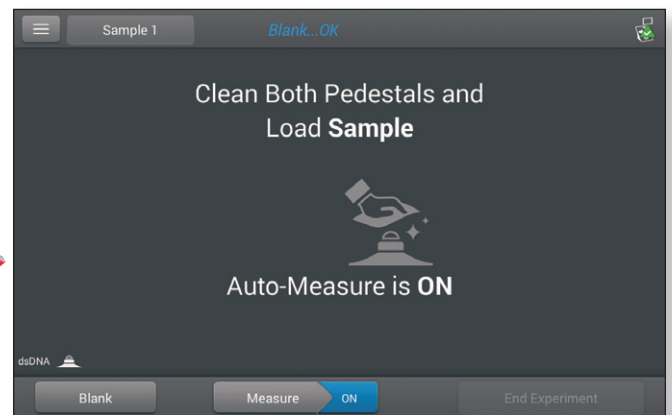 Sample 1
Blank...OK
Clean Both Pedestals and
Load Sample
Auto-Measure is ON
dsDNA
Blank
Measure
ON
End Experiment